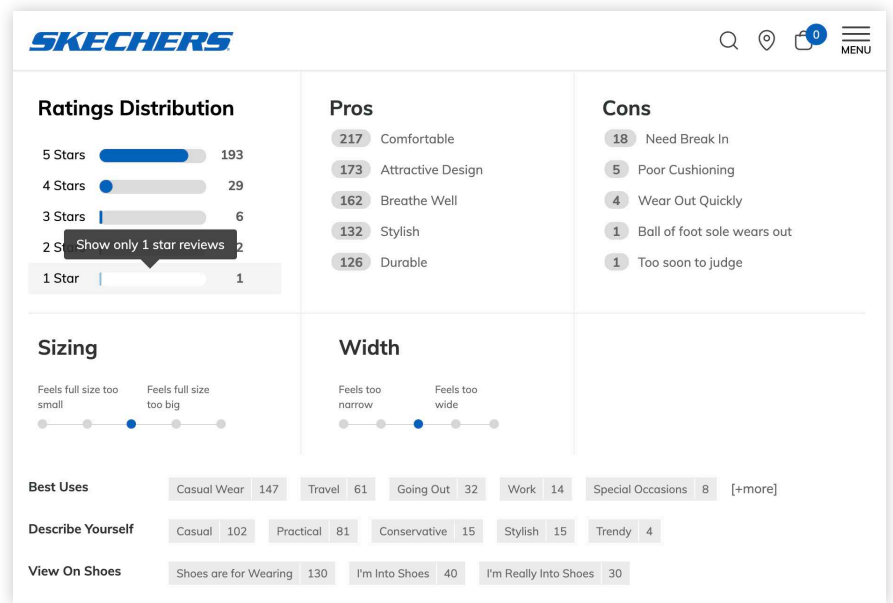 SKECHERS
0
MENU
Ratings Distribution
5 Stars 193
4 Stars 29
3 Stars 6
2 St 2
Show only 1 star reviews
1 Star 1
Pros
217 Comfortable
173 Attractive Design
162 Breathe Well
132 Stylish
126 Durable
Cons
18 Need Break In
5 Poor Cushioning
4 Wear Out Quickly
1 Ball of foot sole wears out
1 Too soon to judge
Sizing
Feels full size too
small
Feels full size
too big
Width
Feels too
narrow
Feels too
wide
Best Uses Casual Wear 147 Travel 61 Going Out 32 Work 14 Special Occasions 8 [+more]
Describe Yourself Casual 102 Practical 81 Conservative 15 Stylish 15 Trendy 4
View On Shoes Shoes are for Wearing 130 I'm Into Shoes 40 I'm Really Into Shoes 30